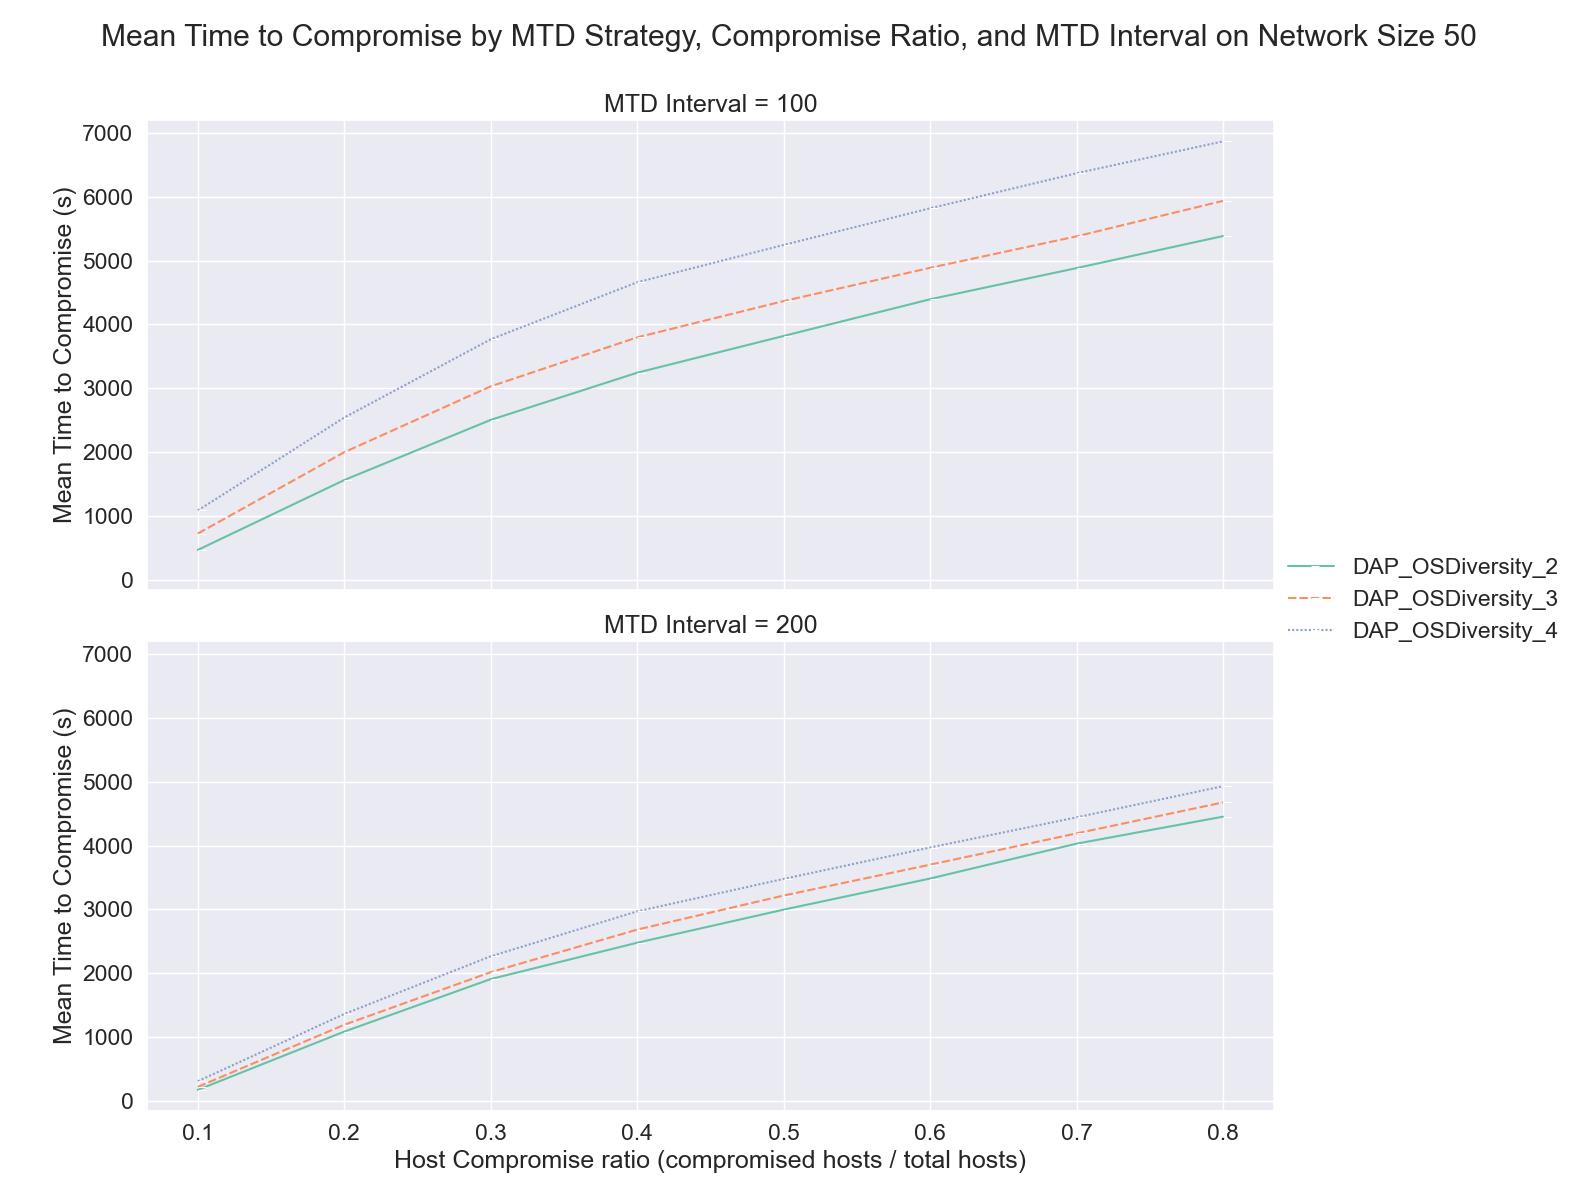 Mean Time to Compromise by MTD Strategy, Compromise Ratio, and MTD Interval on Network Size 50
MTD Interval = 100
Mean Time to Compromise (s)
7000
6000
5000
4000
3000
2000
1000
0
DAP_OSDiversity_2
DAP_OSDiversity_3
DAP_OSDiversity_4
MTD Interval = 200
Mean Time to Compromise (s)
7000
6000
5000
4000
3000
2000
1000
0
0.1 0.2 0.3 0.4 0.5 0.6 0.7 0.8
Host Compromise ratio (compromised hosts / total hosts)